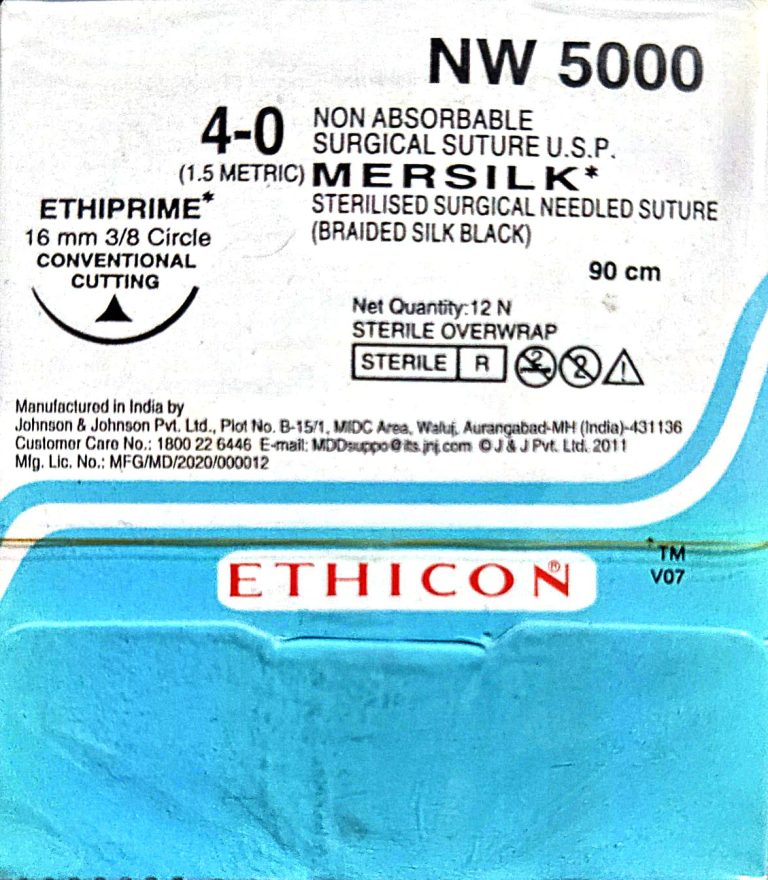 NW 5000
4-0
(1.5 METRIC)
NON ABSORBABLE
SURGICAL SUTURE U.S.P.
MERSILK*
STERILISED SURGICAL NEEDLED SUTURE
(BRAIDED SILK BLACK)
ETHIPRIME*
16 mm 3/8 Circle
CONVENTIONAL
CUTTING
90 cm
Net Quantity:12 N
STERILE OVERWRAP
STERILE R
2 2 !
Manufactured in India by
Johnson & Johnson Pvt. Ltd., Plot No. B-15/1, MIDC Area, Waluj, Aurangabad-MH (India)-431136
Customer Care No.: 1800 22 6446 E-mail: MDDsuppo@its.jnj.com © J & J Pvt. Ltd. 2011
Mfg. Lic. No.: MFG/MD/2020/000012
ETHICON®
*TM
V07